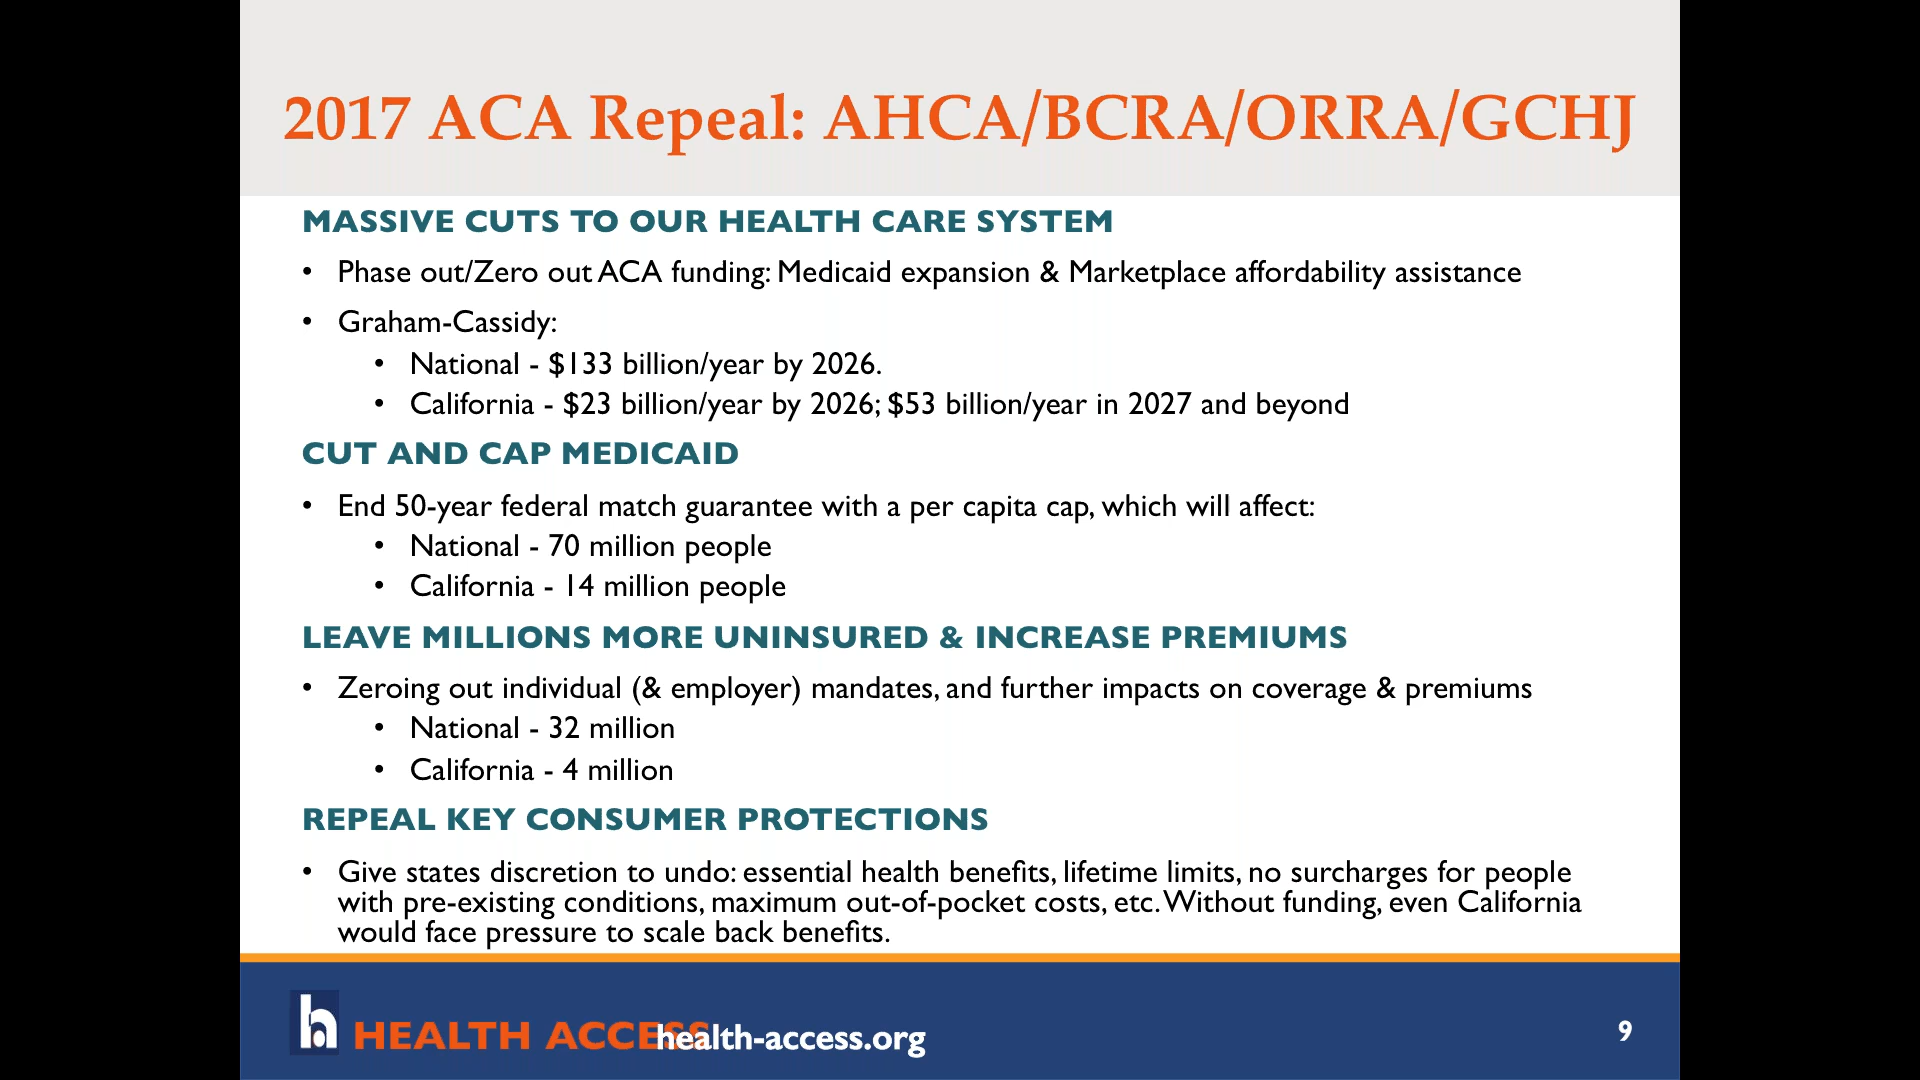 2017 ACA Repeal: AHCA/BCRA/ORRA/GCHJ
MASSIVE CUTS TO OUR HEALTH CARE SYSTEM
• Phase out/Zero out ACA funding: Medicaid expansion & Marketplace affordability assistance
• Graham-Cassidy:
• National - $133 billion/year by 2026.
• California - $23 billion/year by 2026; $53 billion/year in 2027 and beyond
CUT AND CAP MEDICAID
• End 50-year federal match guarantee with a per capita cap, which will affect:
• National - 70 million people
• California - 14 million people
LEAVE MILLIONS MORE UNINSURED & INCREASE PREMIUMS
• Zeroing out individual (& employer) mandates, and further impacts on coverage & premiums
• National - 32 million
• California - 4 million
REPEAL KEY CONSUMER PROTECTIONS
• Give states discretion to undo: essential health benefits, lifetime limits, no surcharges for people
with pre-existing conditions, maximum out-of-pocket costs, etc. Without funding, even California
would face pressure to scale back benefits.
h HEALTH ACCESS
health-access.org
9